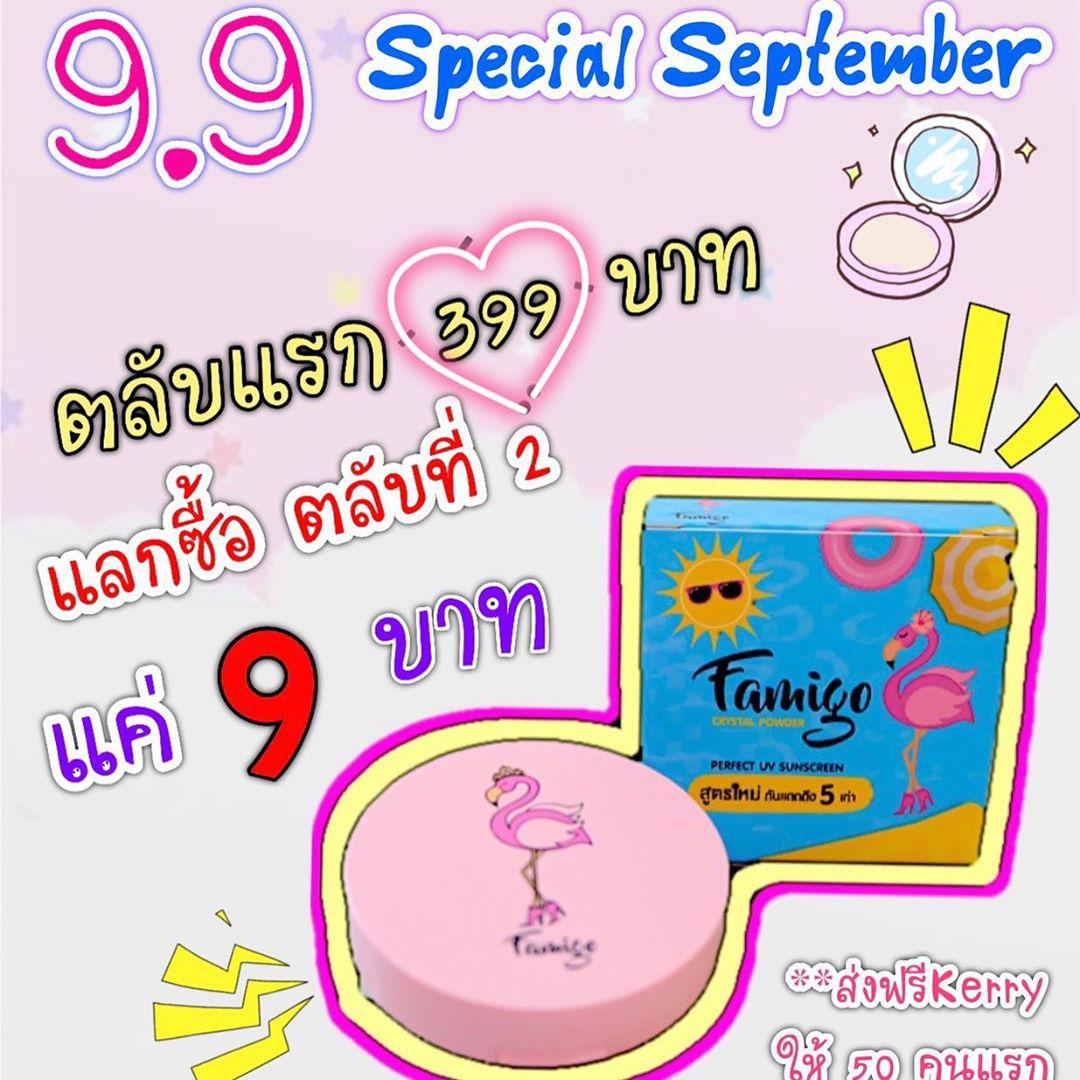 9.9 Special September
ตลับแรก 399 บาท
แลกซื้อ ตลับที่ 2
แค่ 9 บาท
Famigo
Famigo
CRYSTAL POWDER
PERFECT UV SUNSCREEN
สูตรใหม่ กันแดดถึง 5 เท่า
Famigo
**ส่งฟรีKerry
ให้ 50 คนแรก